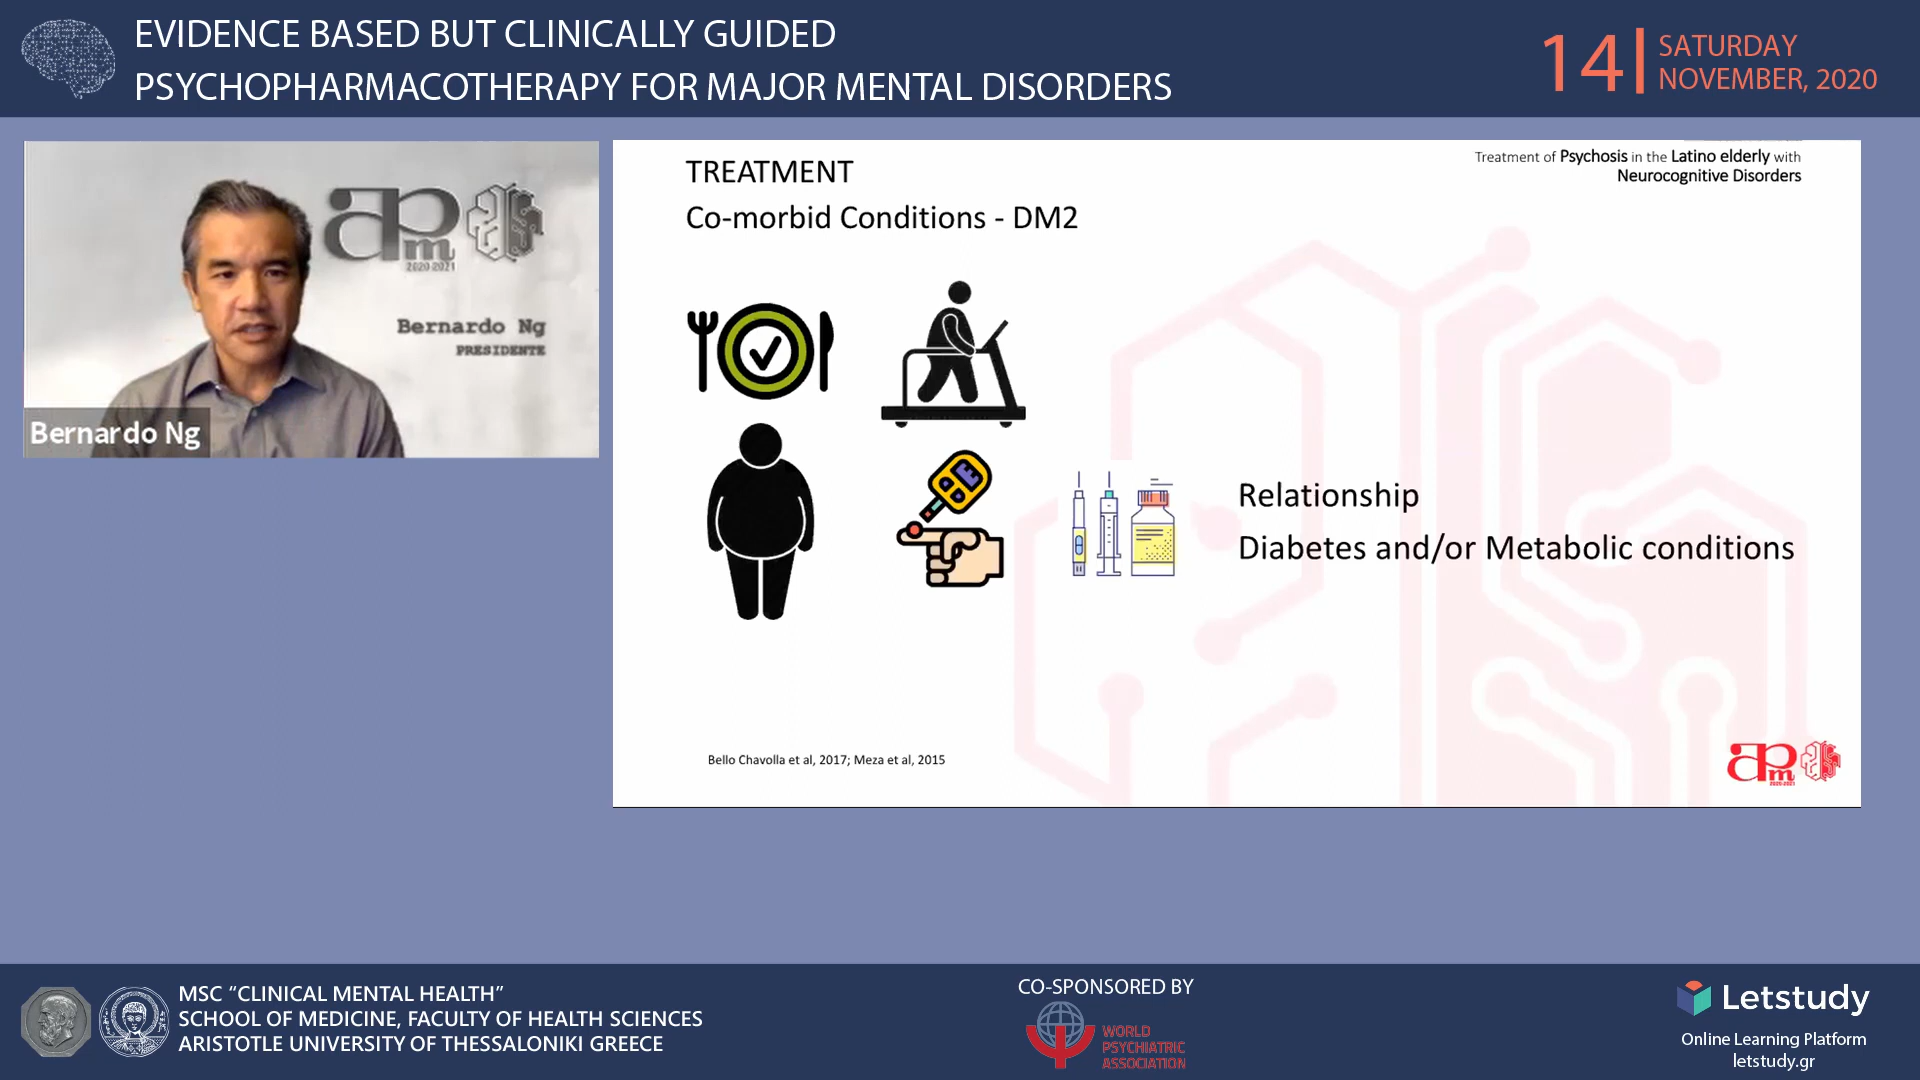 EVIDENCE BASED BUT CLINICALLY GUIDED
PSYCHOPHARMACOTHERAPY FOR MAJOR MENTAL DISORDERS
14
SATURDAY
NOVEMBER, 2020
apm
2020-2021
Bernardo Ng
PRESIDENTE
Bernardo Ng
Treatment of Psychosis in the Latino elderly with
Neurocognitive Disorders
TREATMENT
Co-morbid Conditions - DM2
Relationship
Diabetes and/or Metabolic conditions
Bello Chavolla et al, 2017; Meza et al, 2015
apm
2020-2021
MSC “CLINICAL MENTAL HEALTH”
SCHOOL OF MEDICINE, FACULTY OF HEALTH SCIENCES
ARISTOTLE UNIVERSITY OF THESSALONIKI GREECE
CO-SPONSORED BY
WORLD
PSYCHIATRIC
ASSOCIATION
Letstudy
Online Learning Platform
letstudy.gr